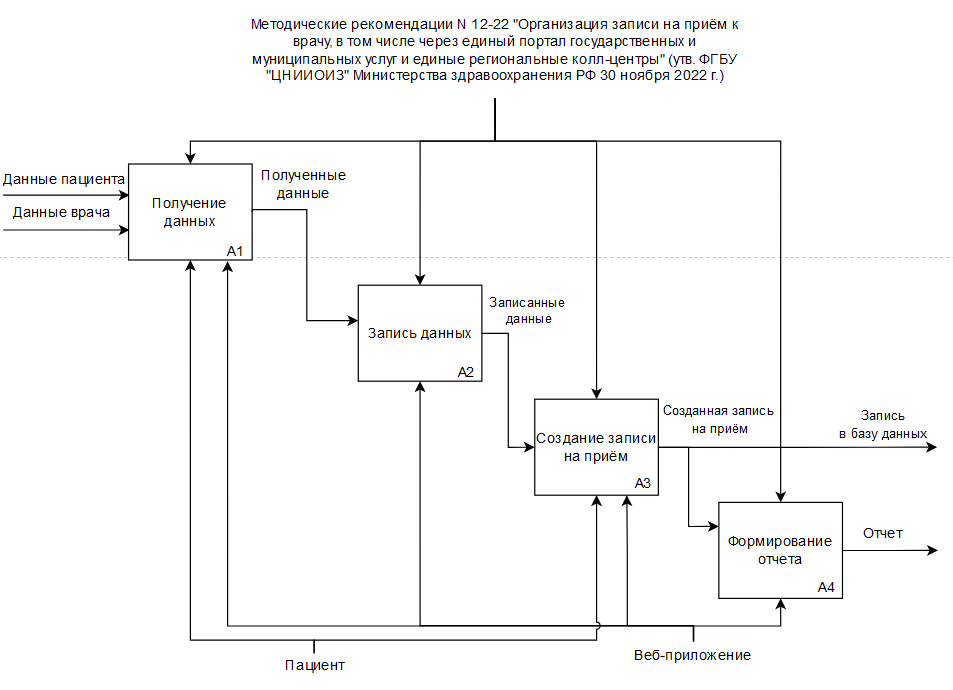 Методические рекомендации N 12-22 "Организация записи на приём к
врачу, в том числе через единый портал государственных и
муниципальных услуг и единые региональные колл-центры" (утв. ФГБУ
"ЦНИИОИЗ" Министерства здравоохранения РФ 30 ноября 2022 г.)
Данные пациента
Данные врача
Получение
данных
A1
Полученные
данные
Запись данных
A2
Записанные
данные
Создание записи
на приём
A3
Созданная запись
на приём
Запись
в базу данных
Формирование
отчета
A4
Отчет
Пациент
Веб-приложение